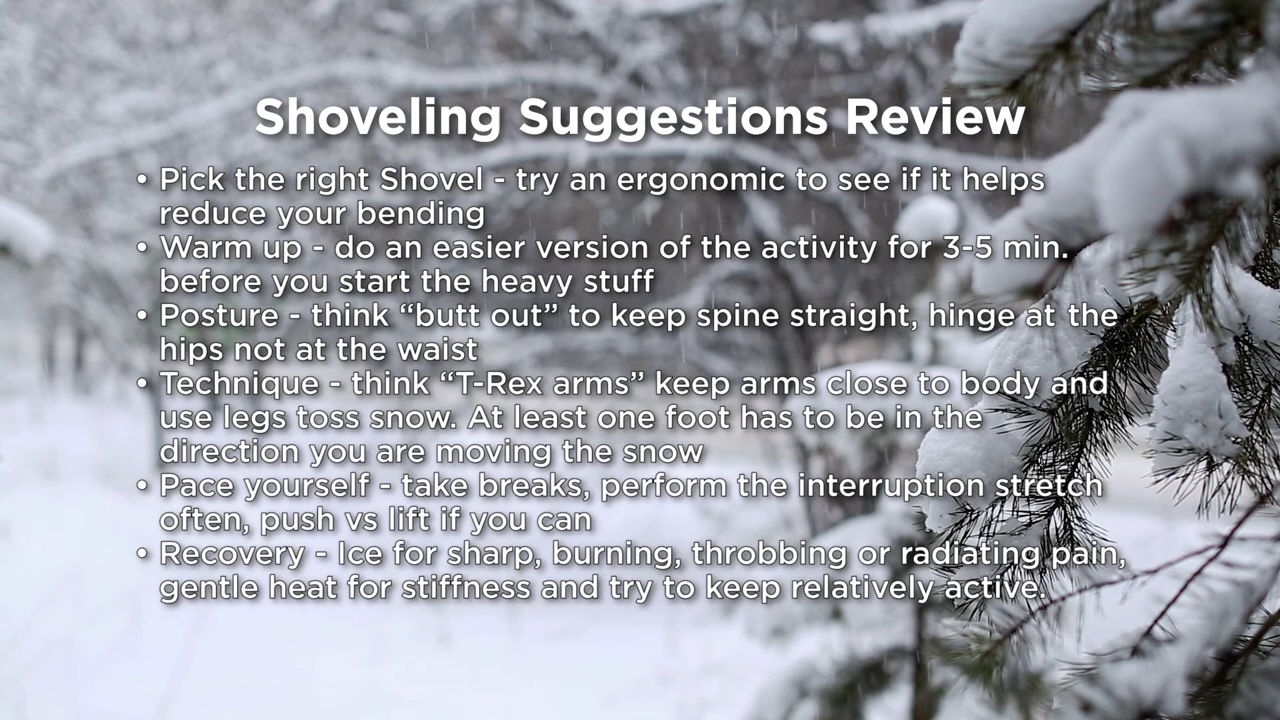 Shoveling Suggestions Review
• Pick the right Shovel - try an ergonomic to see if it helps
reduce your bending
• Warm up - do an easier version of the activity for 3-5 min.
before you start the heavy stuff
• Posture - think “butt out” to keep spine straight, hinge at the
hips not at the waist
• Technique - think “T-Rex arms” keep arms close to body and
use legs toss snow. At least one foot has to be in the
direction you are moving the snow
• Pace yourself - take breaks, perform the interruption stretch
often, push vs lift if you can
• Recovery - Ice for sharp, burning, throbbing or radiating pain,
gentle heat for stiffness and try to keep relatively active.